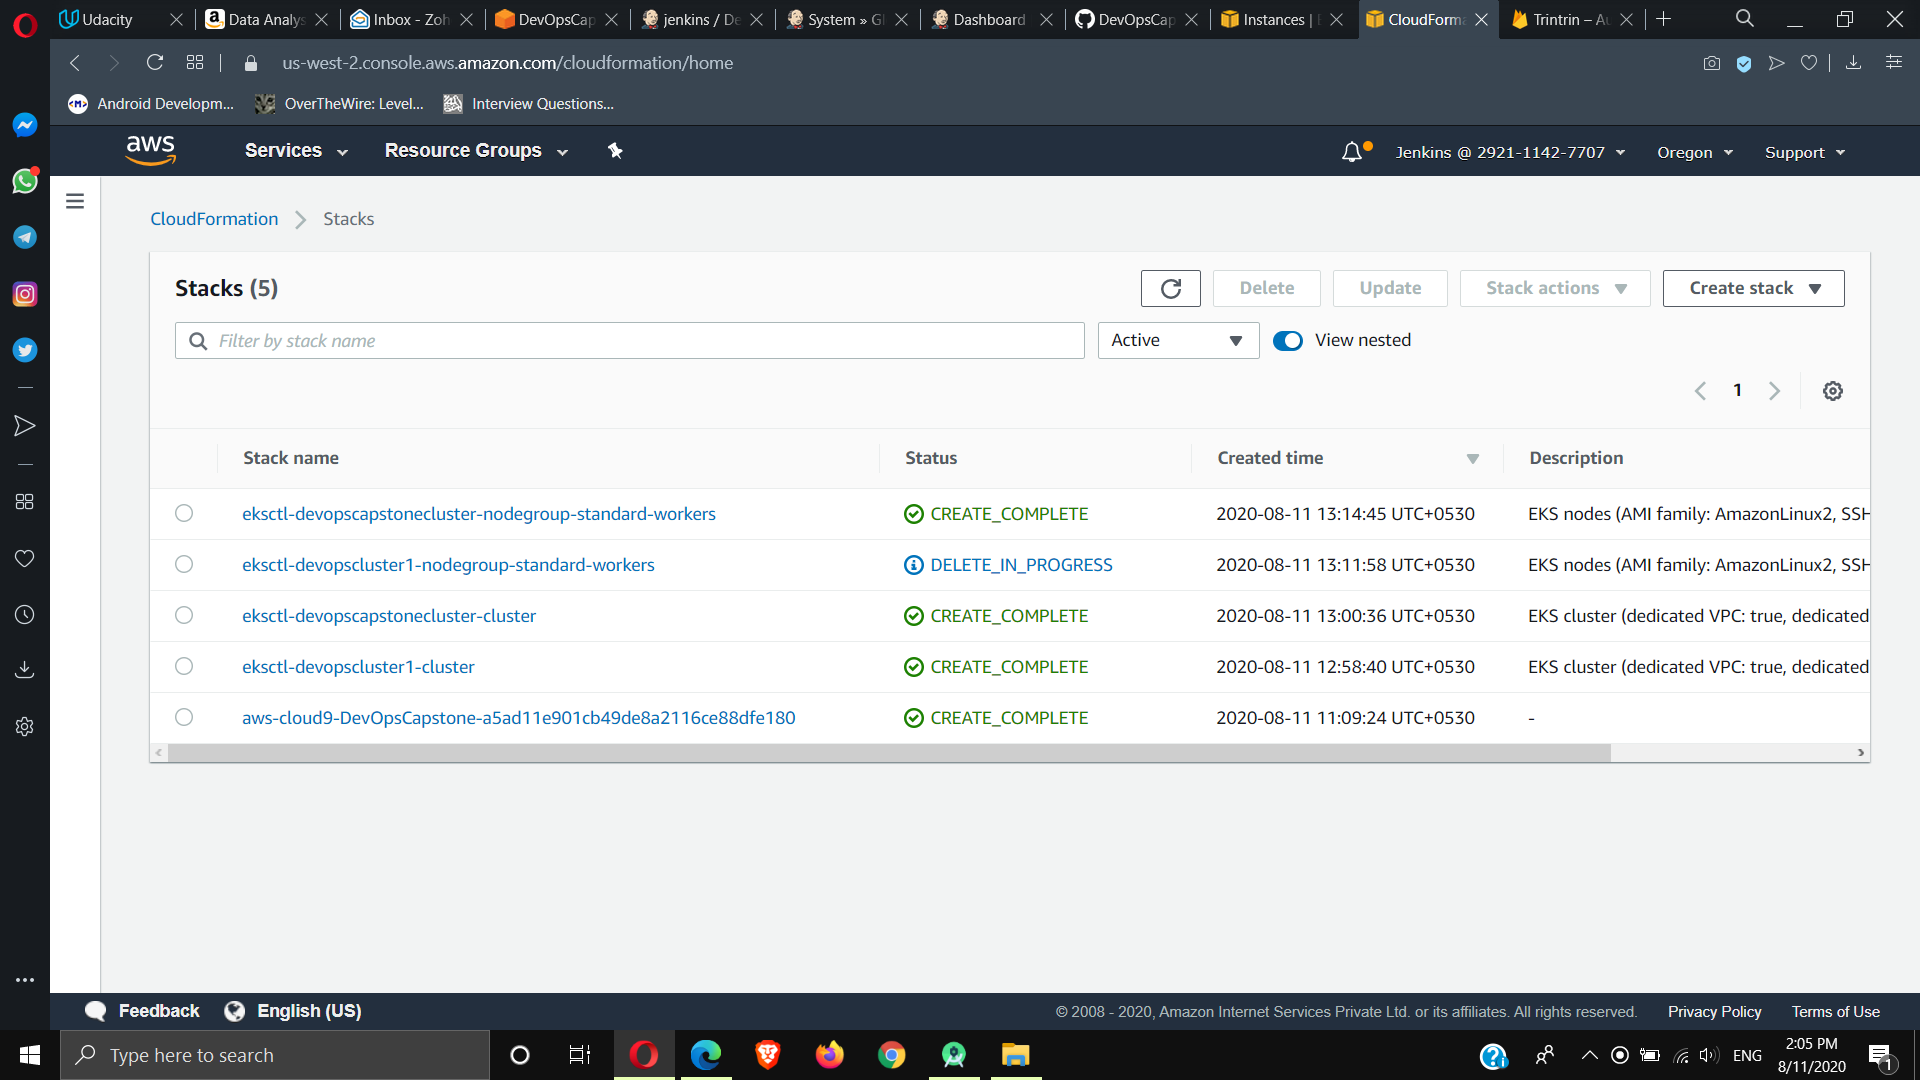 Udacity
Data Analys
Inbox - Zoh
DevOpsCap
jenkins / De
System » Gl
Dashboard
DevOpsCap
Instances | E
CloudForma
Trintrin – Au
us-west-2.console.aws.amazon.com/cloudformation/home
Android Developm...
OverTheWire: Level...
Interview Questions...
aws
Services
Resource Groups
Jenkins @ 2921-1142-7707
Oregon
Support
CloudFormation
Stacks
Stacks (5)
Delete
Update
Stack actions
Create stack
Filter by stack name
Active
View nested
1
Stack name Status Created time Description
eksctl-devopscapstonecluster-nodegroup-standard-workers CREATE_COMPLETE 2020-08-11 13:14:45 UTC+0530 EKS nodes (AMI family: AmazonLinux2, SSH
eksctl-devopscluster1-nodegroup-standard-workers DELETE_IN_PROGRESS 2020-08-11 13:11:58 UTC+0530 EKS nodes (AMI family: AmazonLinux2, SSH
eksctl-devopscapstonecluster-cluster CREATE_COMPLETE 2020-08-11 13:00:36 UTC+0530 EKS cluster (dedicated VPC: true, dedicated
eksctl-devopscluster1-cluster CREATE_COMPLETE 2020-08-11 12:58:40 UTC+0530 EKS cluster (dedicated VPC: true, dedicated
aws-cloud9-DevOpsCapstone-a5ad11e901cb49de8a2116ce88dfe180 CREATE_COMPLETE 2020-08-11 11:09:24 UTC+0530 -
Feedback
English (US)
© 2008 - 2020, Amazon Internet Services Private Ltd. or its affiliates. All rights reserved.
Privacy Policy
Terms of Use
Type here to search
ENG
2:05 PM
8/11/2020
1